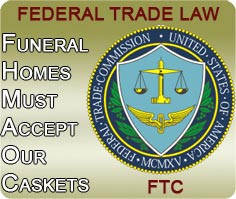 FEDERAL TRADE LAW
FUNERAL
HOMES
MUST
ACCEPT
OUR
CASKETS
FEDERAL·TRADE·COMMISSION · UNITED·STATES·OF·AMERICA
MCMXV
FTC